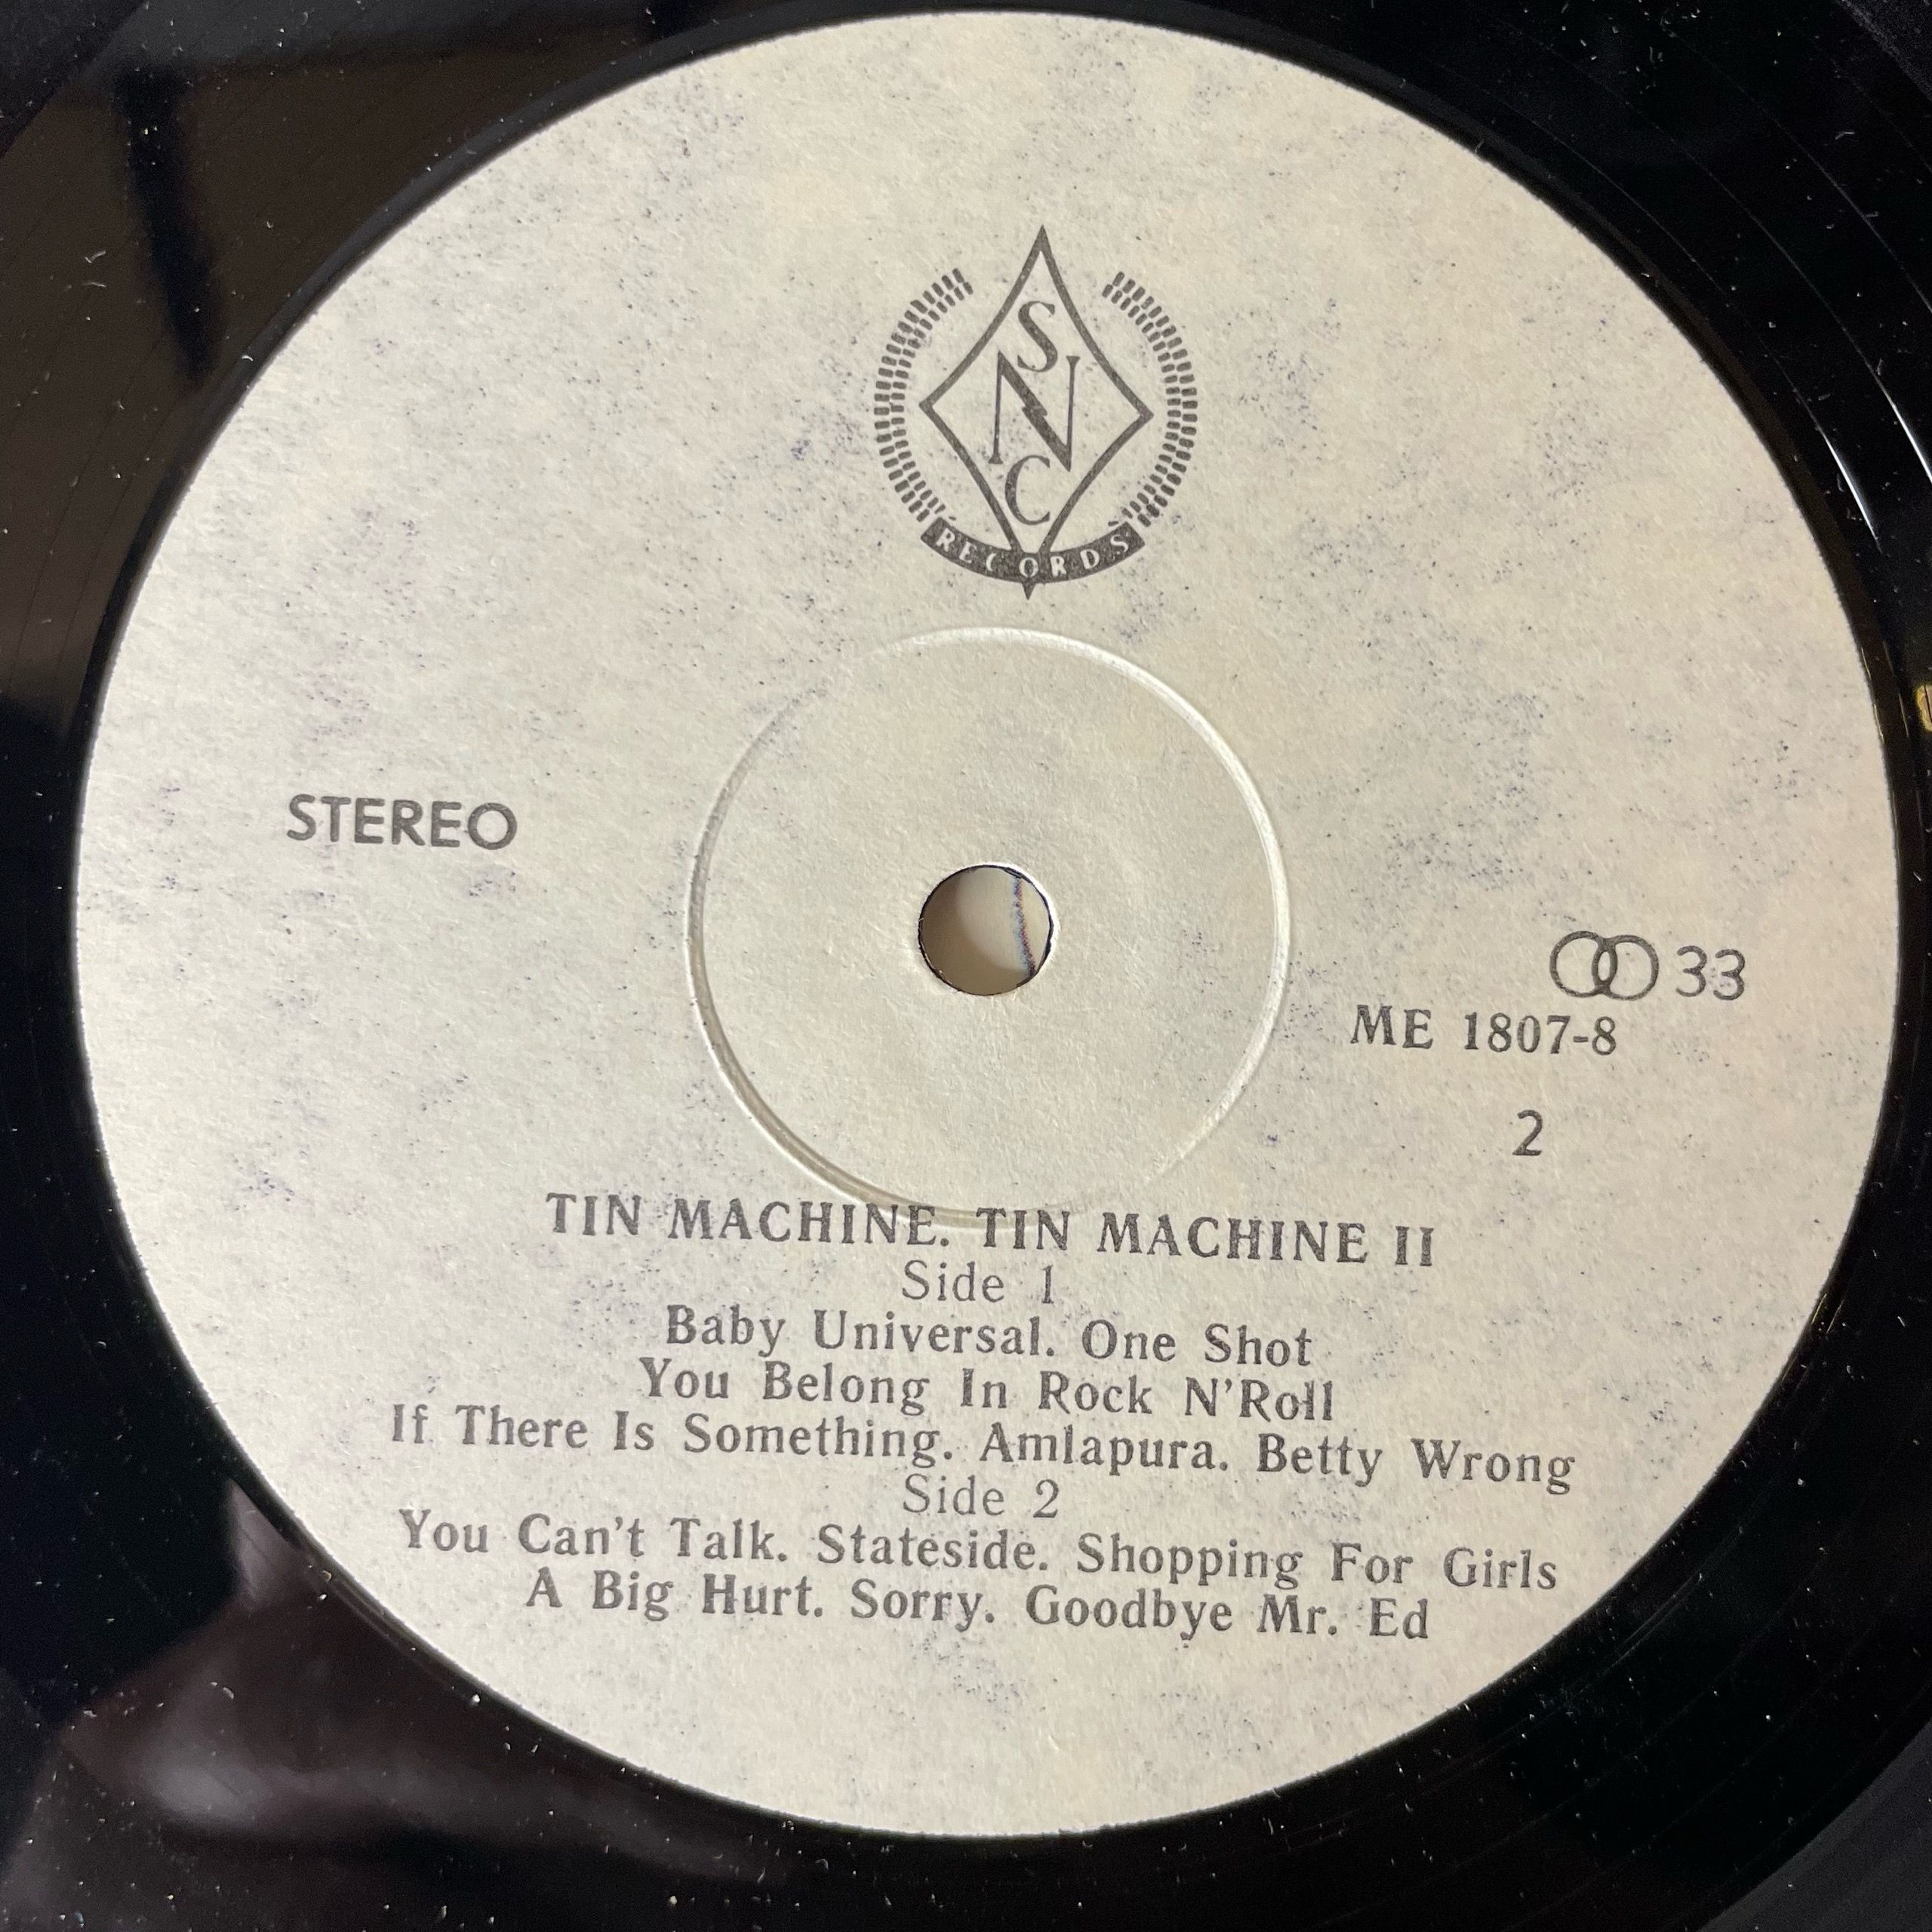 S
N
C
RECORDS
STEREO
33
ME 1807-8
2
TIN MACHINE. TIN MACHINE II
Side 1
Baby Universal. One Shot
You Belong In Rock N'Roll
If There Is Something. Amlapura. Betty Wrong
Side 2
You Can't Talk. Stateside. Shopping For Girls
A Big Hurt. Sorry. Goodbye Mr. Ed